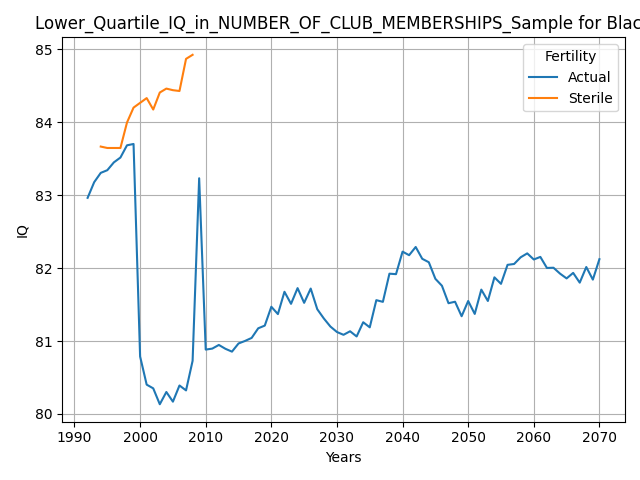 Lower_Quartile_IQ_in_NUMBER_OF_CLUB_MEMBERSHIPS_Sample for Blac
85
84
83
82
81
80
IQ
Fertility
Actual
Sterile
1990 2000 2010 2020 2030 2040 2050 2060 2070
Years